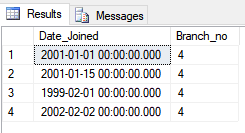 Results Messages
Date_Joined Branch_no
1 2001-01-01 00:00:00.000 4
2 2001-01-15 00:00:00.000 4
3 1999-02-01 00:00:00.000 4
4 2002-02-02 00:00:00.000 4